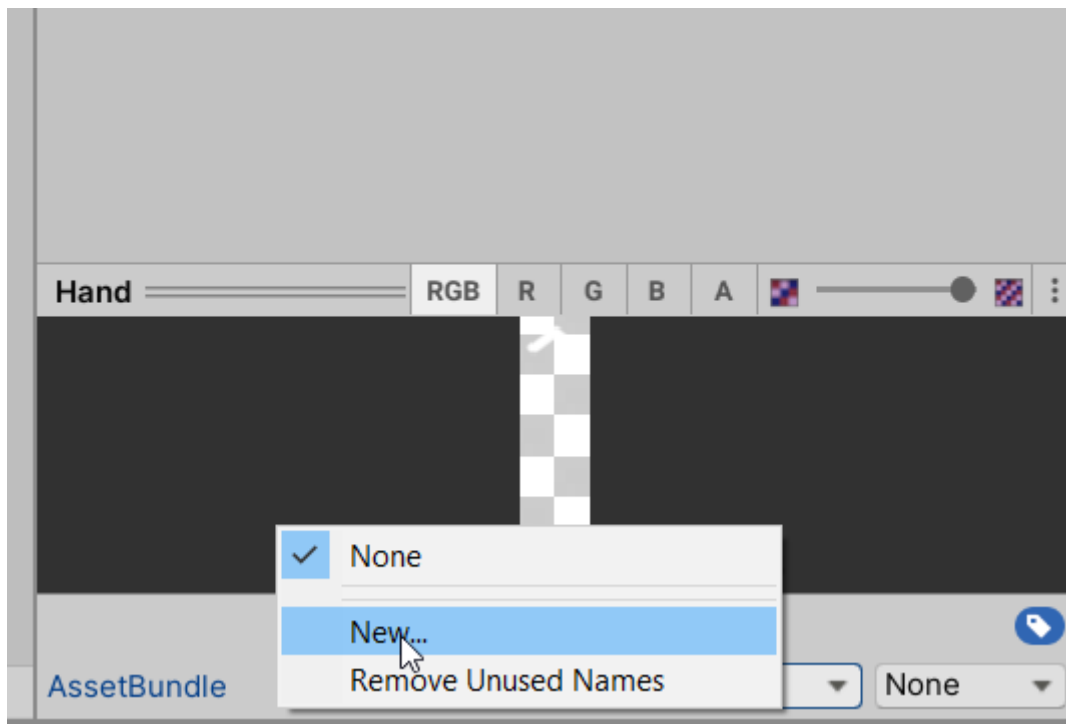 Hand RGB R G B A
None
New...
Remove Unused Names
AssetBundle None